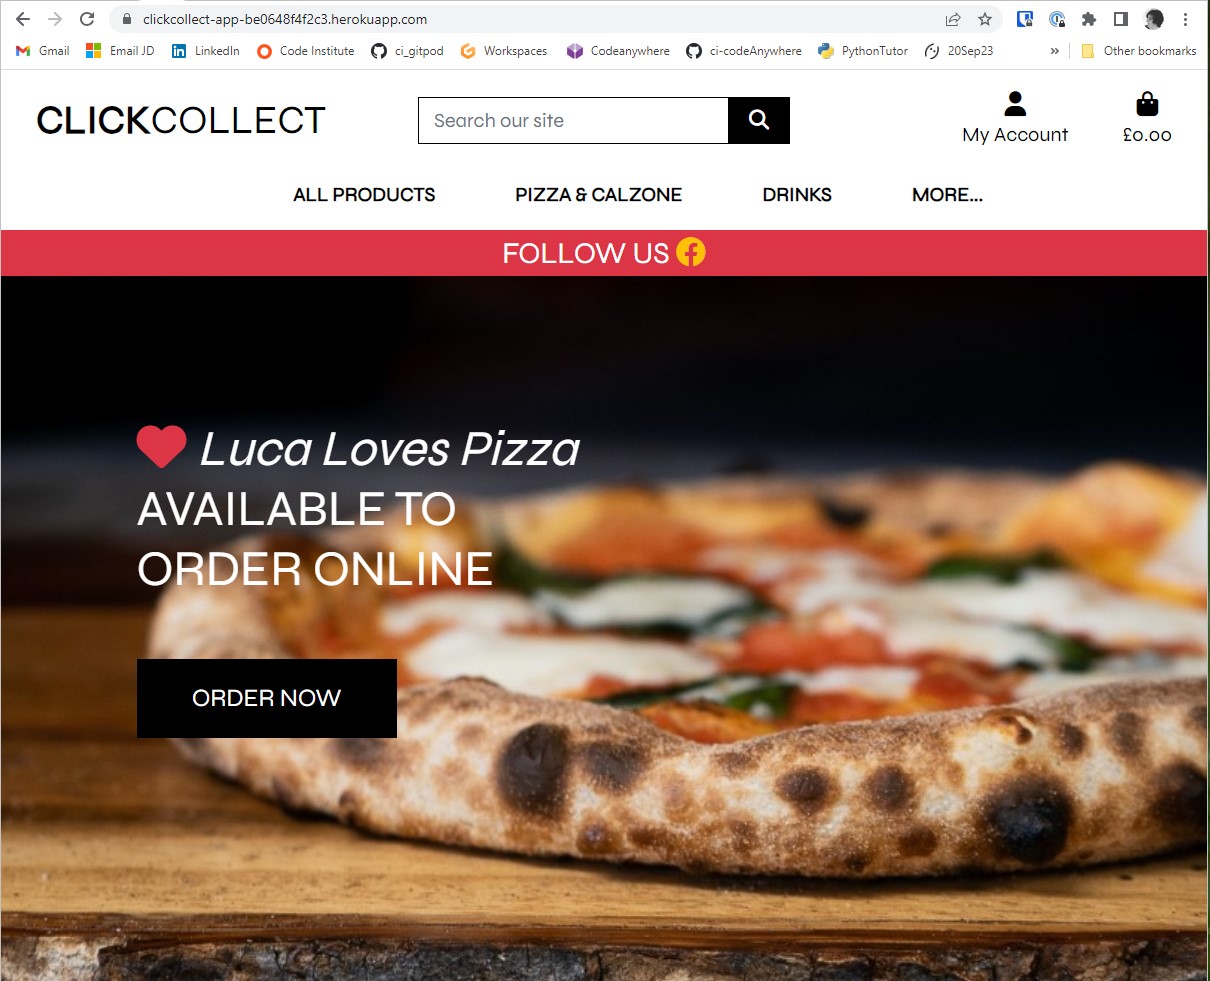 clickcollect-app-be0648f4f2c3.herokuapp.com
Gmail Email JD LinkedIn Code Institute ci_gitpod Workspaces Codeanywhere ci-codeAnywhere PythonTutor 20Sep23 » Other bookmarks
CLICKCOLLECT
Search our site
My Account
£0.00
ALL PRODUCTS PIZZA & CALZONE DRINKS MORE...
FOLLOW US
Luca Loves Pizza
AVAILABLE TO
ORDER ONLINE
ORDER NOW